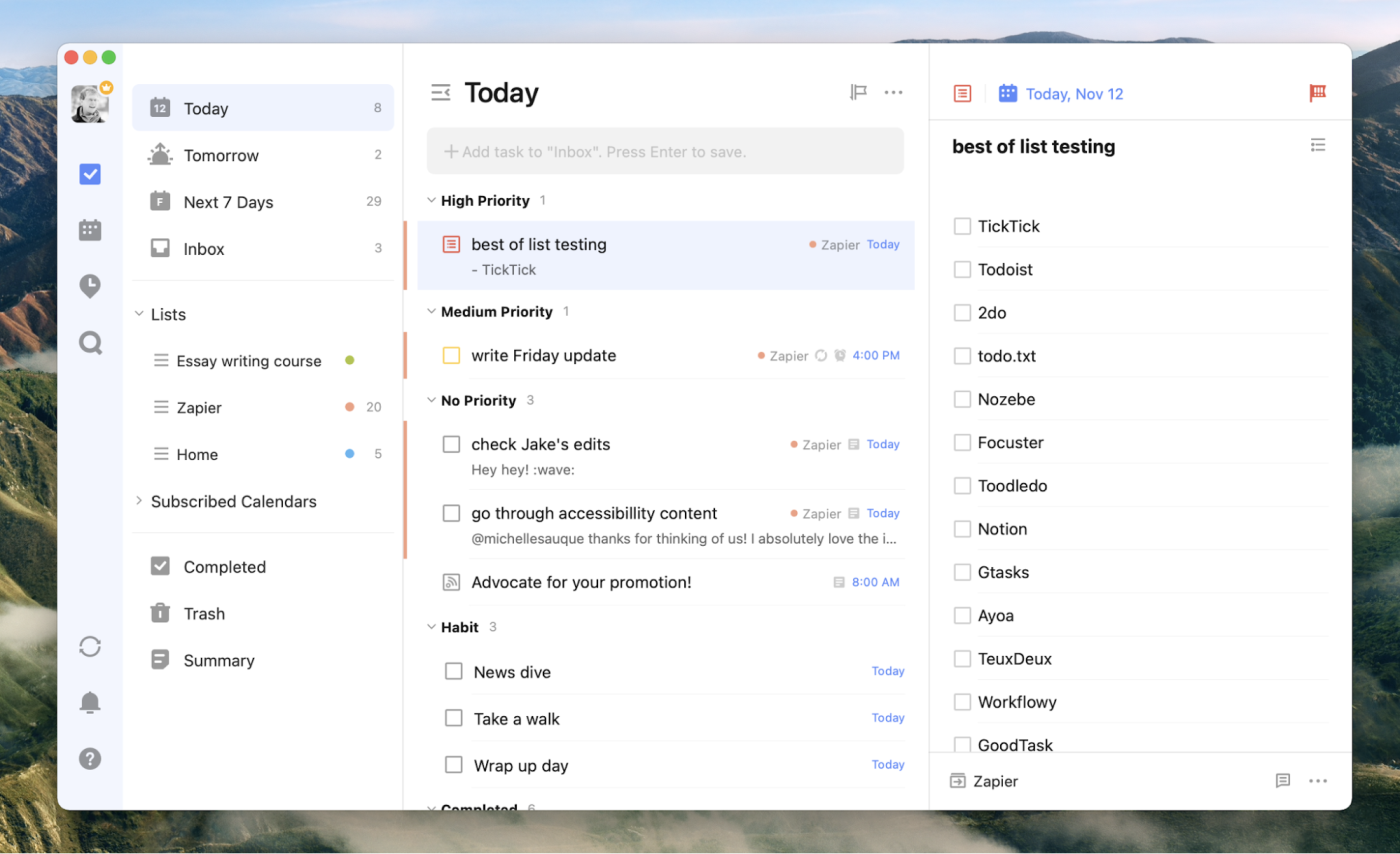 12 Today 8
Tomorrow 2
F Next 7 Days 29
Inbox 3
Lists
Essay writing course
Zapier 20
Home 5
Subscribed Calendars
Completed
Trash
Summary
?
Today
+ Add task to "Inbox". Press Enter to save.
High Priority 1
best of list testing Zapier Today
- TickTick
Medium Priority 1
write Friday update Zapier 4:00 PM
No Priority 3
check Jake's edits Zapier Today
Hey hey! :wave:
go through accessibillity content Zapier Today
@michellesauque thanks for thinking of us! I absolutely love the i...
Advocate for your promotion! 8:00 AM
Habit 3
News dive Today
Take a walk Today
Wrap up day Today
Completed 6
Today, Nov 12
best of list testing
TickTick
Todoist
2do
todo.txt
Nozebe
Focuster
Toodledo
Notion
Gtasks
Ayoa
TeuxDeux
Workflowy
GoodTask
Zapier